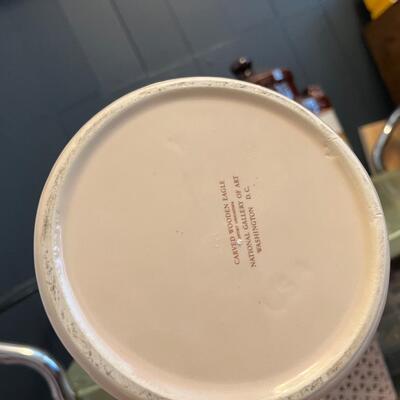 CARVED WOODEN EAGLE
NATIONAL GALLERY OF ART
WASHINGTON D.C.